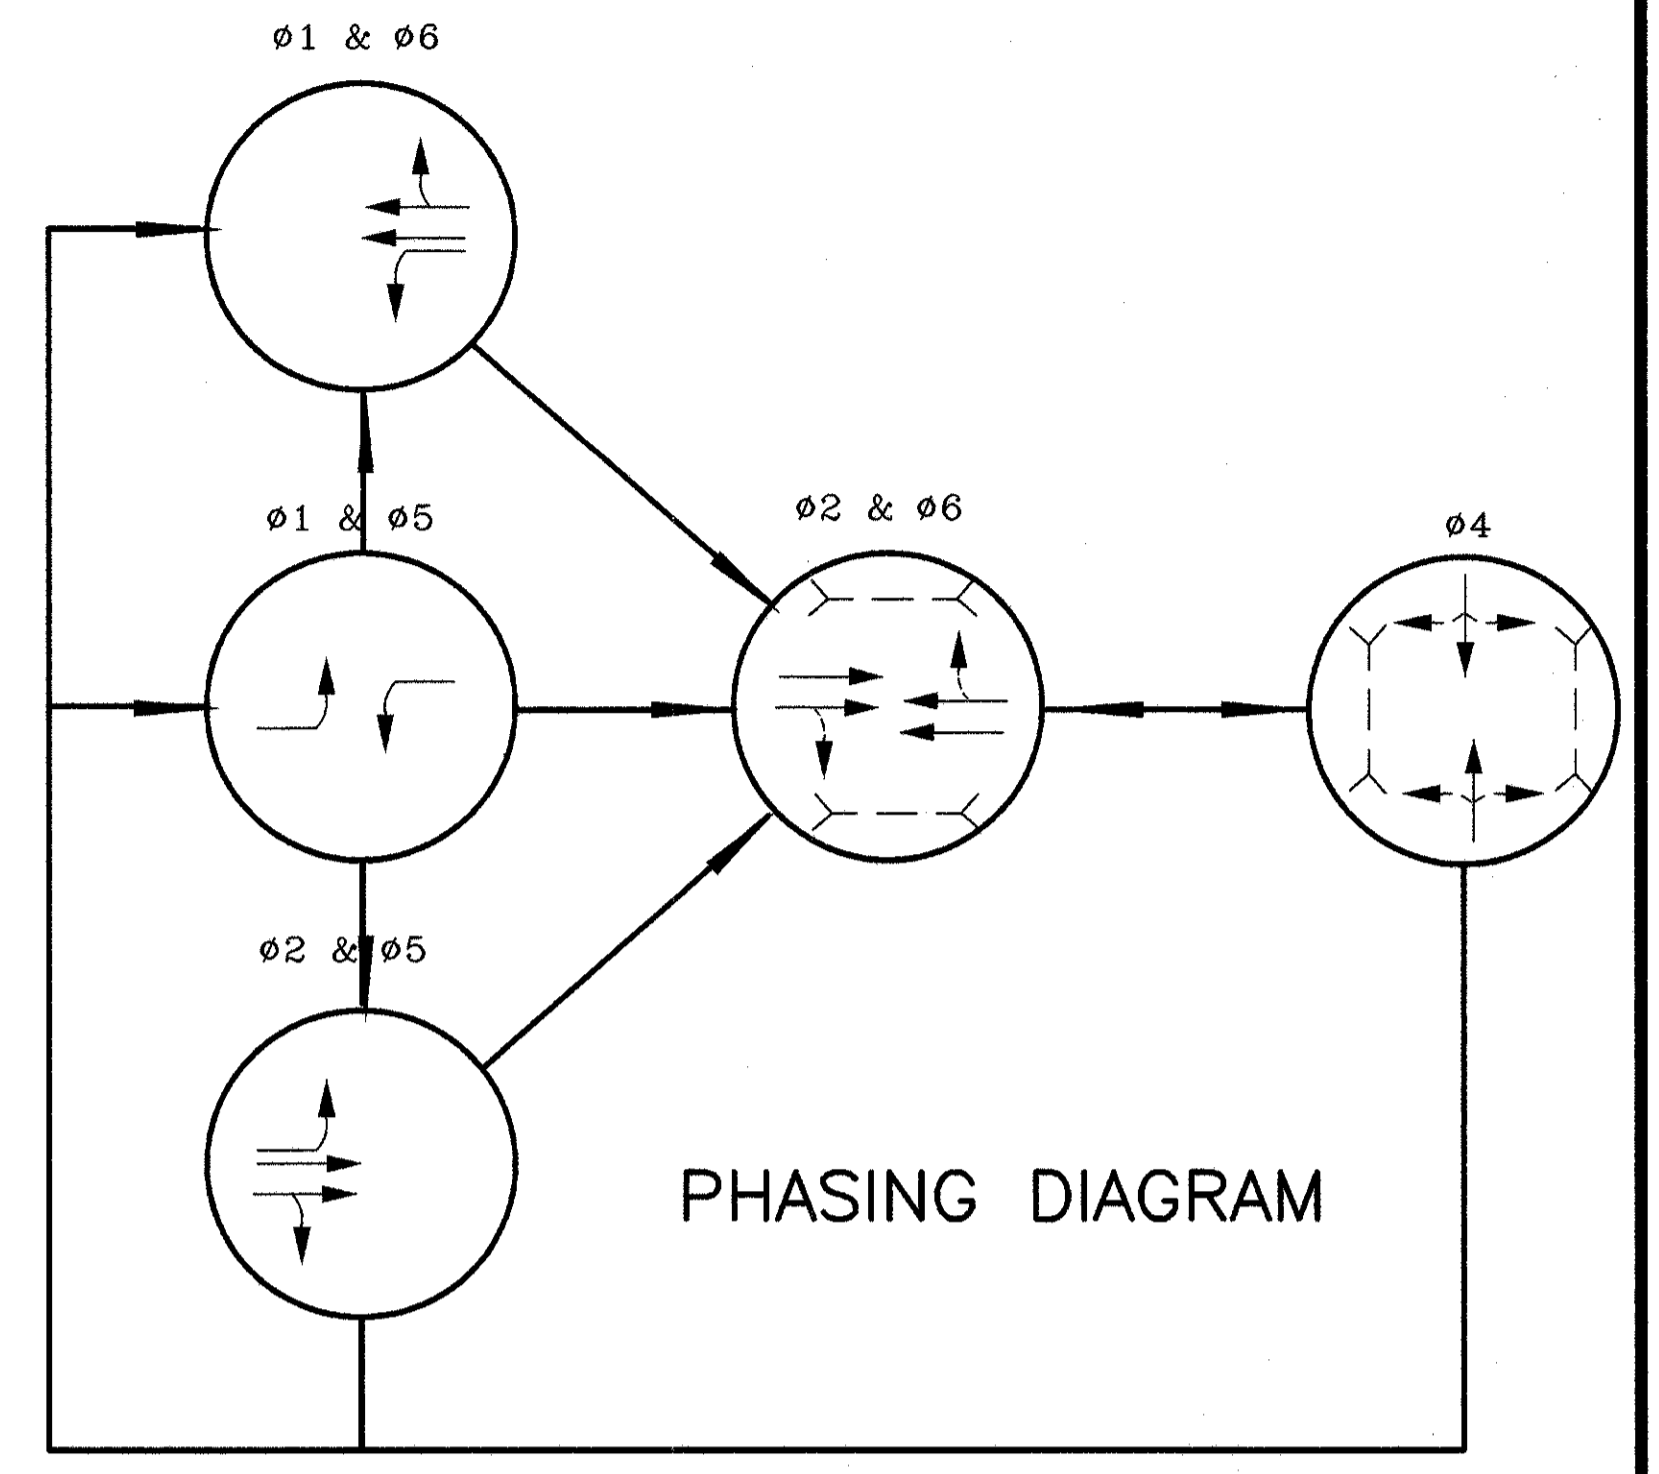 ø1 & ø6
ø1 & ø5
ø2 & ø6
ø4
ø2 & ø5
PHASING DIAGRAM